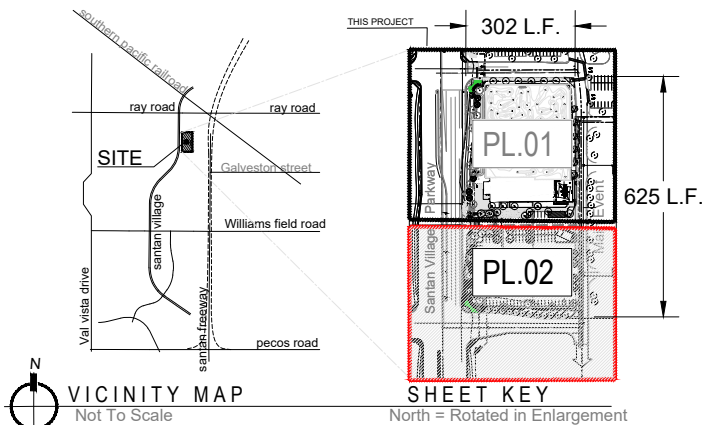 southern pacific railroad
THIS PROJECT
302 L.F.
ray road
ray road
SITE
Galveston street
PL.01
santan village
Santan Village Parkway
Main Event
625 L.F.
Williams field road
PL.02
Val vista drive
santan freeway
pecos road
N
VICINITY MAP
Not To Scale
SHEET KEY
North = Rotated in Enlargement